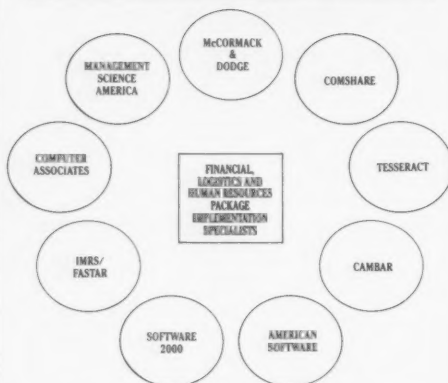 McCORMACK
&
DODGE
COMSHARE
TESSERACT
CAMBAR
AMERICAN
SOFTWARE
SOFTWARE
2000
IMRS/
FASTAR
COMPUTER
ASSOCIATES
MANAGEMENT
SCIENCE
AMERICA
FINANCIAL,
LOGISTICS AND
HUMAN RESOURCES
PACKAGE
IMPLEMENTATION
SPECIALISTS